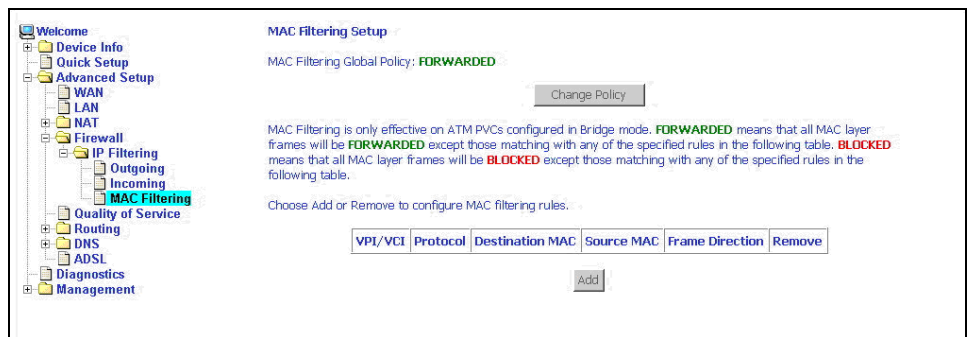 Welcome
Device Info
Quick Setup
Advanced Setup
WAN
LAN
NAT
Firewall
IP Filtering
Outgoing
Incoming
MAC Filtering
Quality of Service
Routing
DNS
ADSL
Diagnostics
Management
MAC Filtering Setup
MAC Filtering Global Policy: FORWARDED
Change Policy
MAC Filtering is only effective on ATM PVCs configured in Bridge mode. FORWARDED means that all MAC layer
frames will be FORWARDED except those matching with any of the specified rules in the following table. BLOCKED
means that all MAC layer frames will be BLOCKED except those matching with any of the specified rules in the
following table.
Choose Add or Remove to configure MAC filtering rules.
VPI/VCI Protocol Destination MAC Source MAC Frame Direction Remove
Add